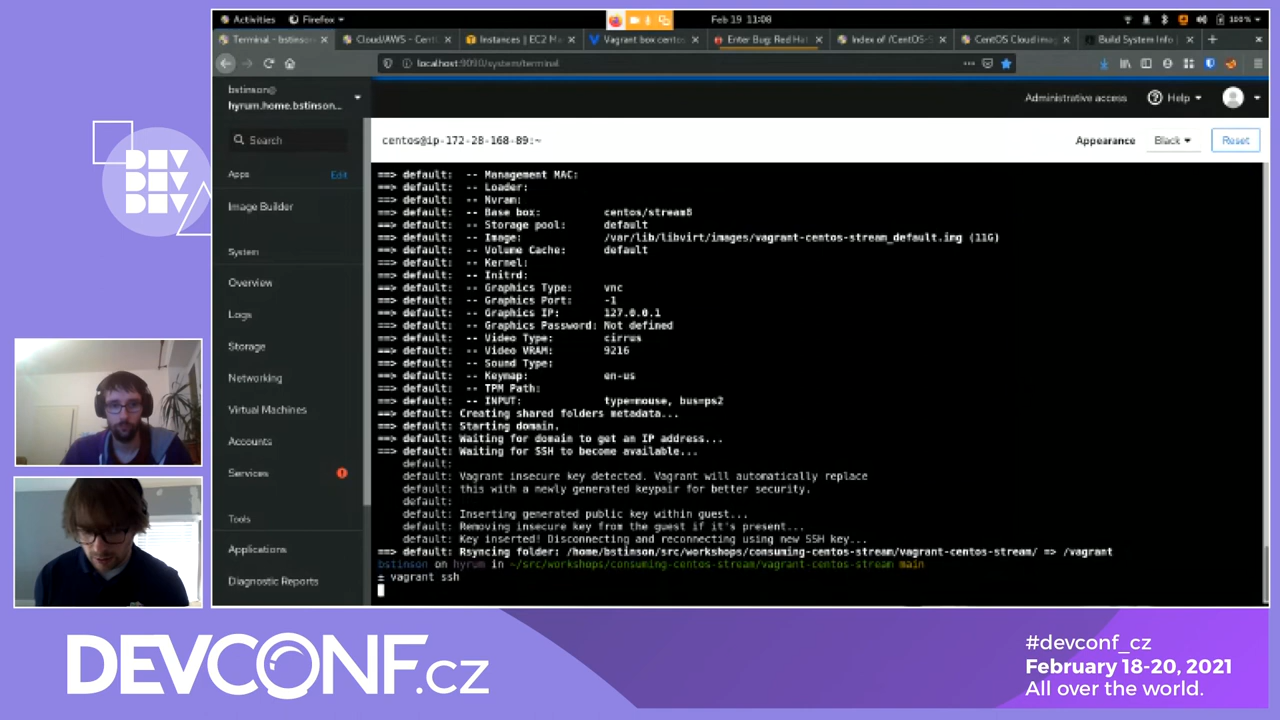 Activities Firefox Feb 19 11:08 100%
Terminal - bstinson Cloud/AWS - Cent Instances | EC2 M Vagrant box cento Enter Bug: Red Ha Index of /CentOS-S CentOS Cloud ima Build System Info
localhost:9090/system/terminal
bstinson@
hyrum.home.bstinson...
Administrative access Help
Search
centos@ip-172-28-168-89:~
Appearance Black Reset
Apps Edit
Image Builder
System
Overview
Logs
Storage
Networking
Virtual Machines
Accounts
Services
Tools
Applications
Diagnostic Reports
==> default: -- Management MAC:
==> default: -- Loader:
==> default: -- Nvram:
==> default: -- Base box: centos/stream8
==> default: -- Storage pool: default
==> default: -- Image: /var/lib/libvirt/images/vagrant-centos-stream_default.img (11G)
==> default: -- Volume Cache: default
==> default: -- Kernel:
==> default: -- Initrd:
==> default: -- Graphics Type: vnc
==> default: -- Graphics Port: -1
==> default: -- Graphics IP: 127.0.0.1
==> default: -- Graphics Password: Not defined
==> default: -- Video Type: cirrus
==> default: -- Video VRAM: 9216
==> default: -- Sound Type:
==> default: -- Keymap: en-us
==> default: -- TPM Path:
==> default: -- INPUT: type=mouse, bus=ps2
==> default: Creating shared folders metadata...
==> default: Starting domain.
==> default: Waiting for domain to get an IP address...
==> default: Waiting for SSH to become available...
default:
default: Vagrant insecure key detected. Vagrant will automatically replace
default: this with a newly generated keypair for better security.
default:
default: Inserting generated public key within guest...
default: Removing insecure key from the guest if it's present...
default: Key inserted! Disconnecting and reconnecting using new SSH key...
==> default: Rsyncing folder: /home/bstinson/src/workshops/consuming-centos-stream/vagrant-centos-stream/ => /vagrant
bstinson on hyrum in ~/src/workshops/consuming-centos-stream/vagrant-centos-stream main
± vagrant ssh
DEV
DEV
DEV
DEVCONF.cz
#devconf_cz
February 18-20, 2021
All over the world.